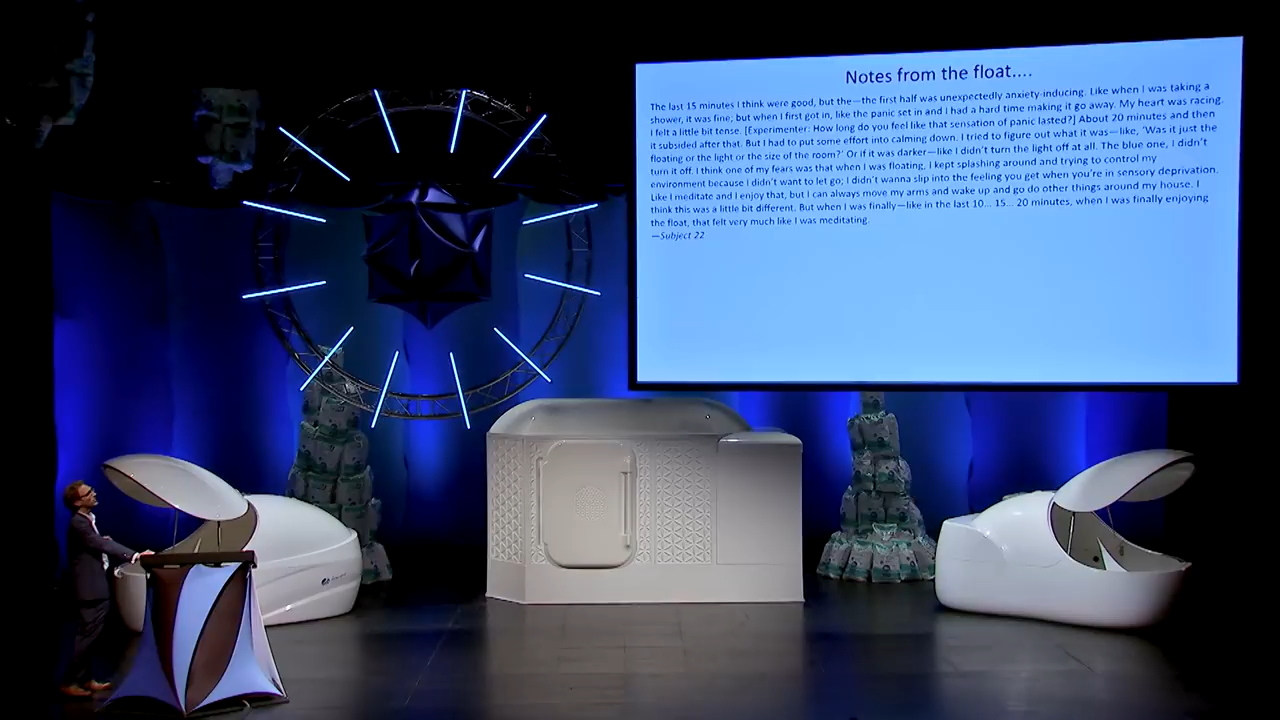 Notes from the float....
The last 15 minutes I think were good, but the—the first half was unexpectedly anxiety-inducing. Like when I was taking a
shower, it was fine; but when I first got in, like the panic set in and I had a hard time making it go away. My heart was racing.
I felt a little bit tense. [Experimenter: How long do you feel like that sensation of panic lasted?] About 20 minutes and then
it subsided after that. But I had to put some effort into calming down. I tried to figure out what it was—like, 'Was it just the
floating or the light or the size of the room?' Or if it was darker—like I didn't turn the light off at all. The blue one, I didn't
turn it off. I think one of my fears was that when I was floating, I kept splashing around and trying to control my
environment because I didn't want to let go; I didn't wanna slip into the feeling you get when you're in sensory deprivation.
Like I meditate and I enjoy that, but I can always move my arms and wake up and go do other things around my house. I
think this was a little bit different. But when I was finally—like in the last 10... 15... 20 minutes, when I was finally enjoying
the float, that felt very much like I was meditating.
—Subject 22